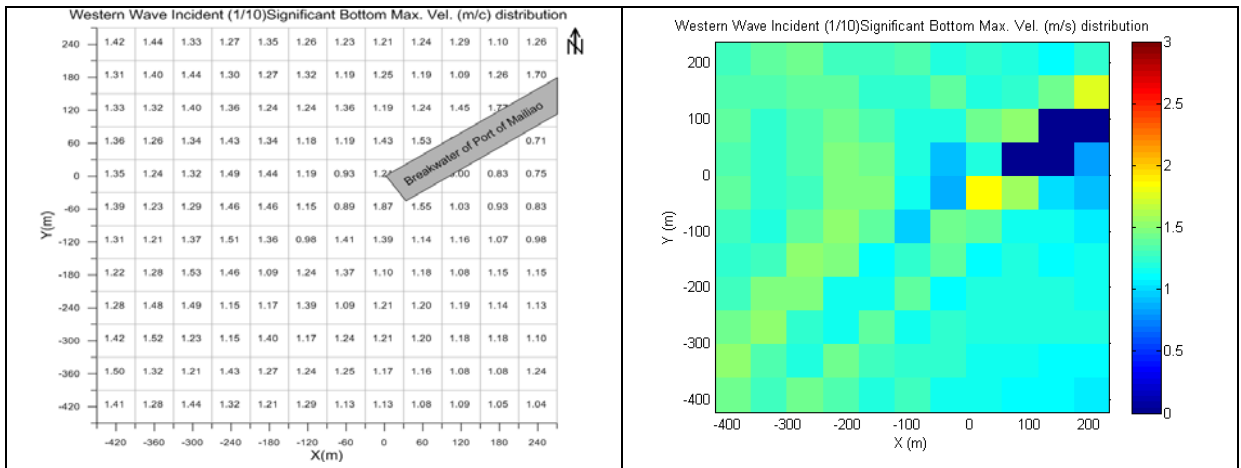 Western Wave Incident (1/10)Significant Bottom Max. Vel. (m/c) distribution
N
240 1.42 1.44 1.33 1.27 1.35 1.26 1.23 1.21 1.24 1.29 1.10 1.26
180 1.31 1.40 1.44 1.30 1.27 1.32 1.19 1.25 1.19 1.09 1.26 1.70
120 1.33 1.32 1.40 1.36 1.24 1.24 1.36 1.19 1.24 1.45
60 1.36 1.26 1.34 1.43 1.34 1.18 1.19 1.43 1.53 0.71
Breakwater of Port of Mailiao
0 1.35 1.24 1.32 1.49 1.44 1.19 0.93 0.83 0.75
-60 1.39 1.23 1.29 1.46 1.46 1.15 0.89 1.87 1.55 1.03 0.93 0.83
-120 1.31 1.21 1.37 1.51 1.36 0.98 1.41 1.39 1.14 1.16 1.07 0.98
-180 1.22 1.28 1.53 1.46 1.09 1.24 1.37 1.10 1.18 1.08 1.15 1.15
-240 1.28 1.48 1.49 1.15 1.17 1.39 1.09 1.21 1.20 1.19 1.14 1.13
-300 1.42 1.52 1.23 1.15 1.40 1.17 1.24 1.21 1.20 1.18 1.18 1.10
-360 1.50 1.32 1.21 1.43 1.27 1.24 1.25 1.17 1.16 1.08 1.08 1.24
-420 1.41 1.28 1.44 1.32 1.21 1.29 1.13 1.13 1.08 1.09 1.05 1.04
Y(m)
-420 -360 -300 -240 -180 -120 -60 0 60 120 180 240
X(m)
Western Wave Incident (1/10)Significant Bottom Max. Vel. (m/s) distribution
200
100
0
-100
-200
-300
-400
Y (m)
-400 -300 -200 -100 0 100 200
X (m)
3
2.5
2
1.5
1
0.5
0